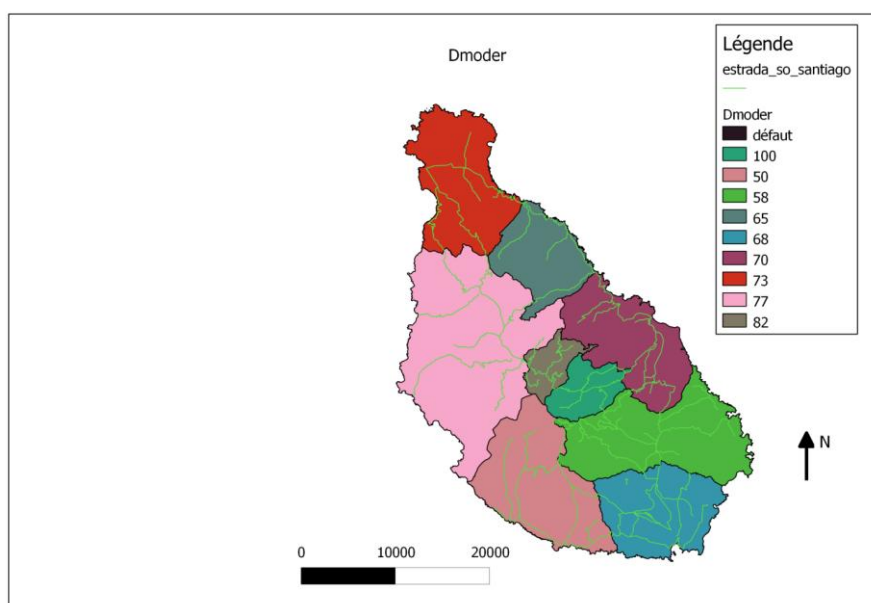 Dmoder
Légende
estrada_so_santiago
Dmoder
défaut
100
50
58
65
68
70
73
77
82
N
0 10000 20000